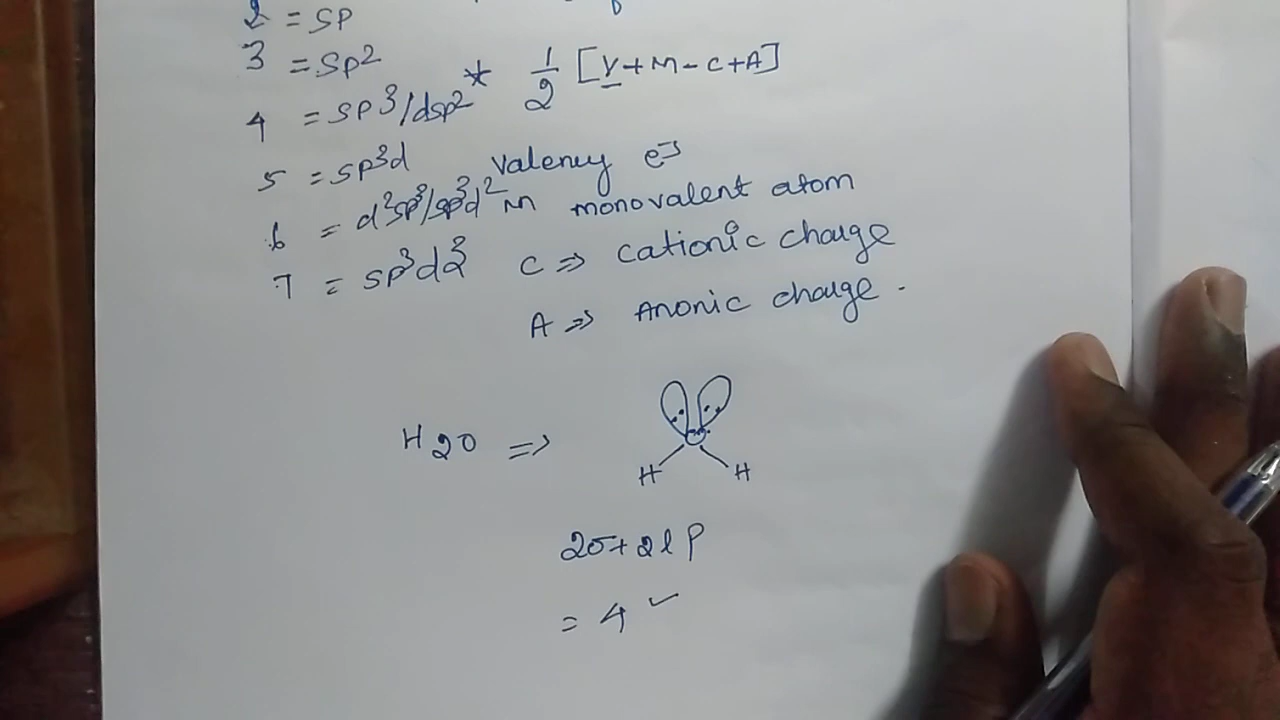 2 = SP
3 = SP2
4 = SP3/dsp2 * 1/2 [V+M-C+A]
5 = SP3d Valency e-s
6 = d2sp3/sp3d2 M monovalent atom
7 = SP3d3 C => Cationic charge
A => Anonic charge.
H2O =>
H H
2σ+2lP
= 4 ✓